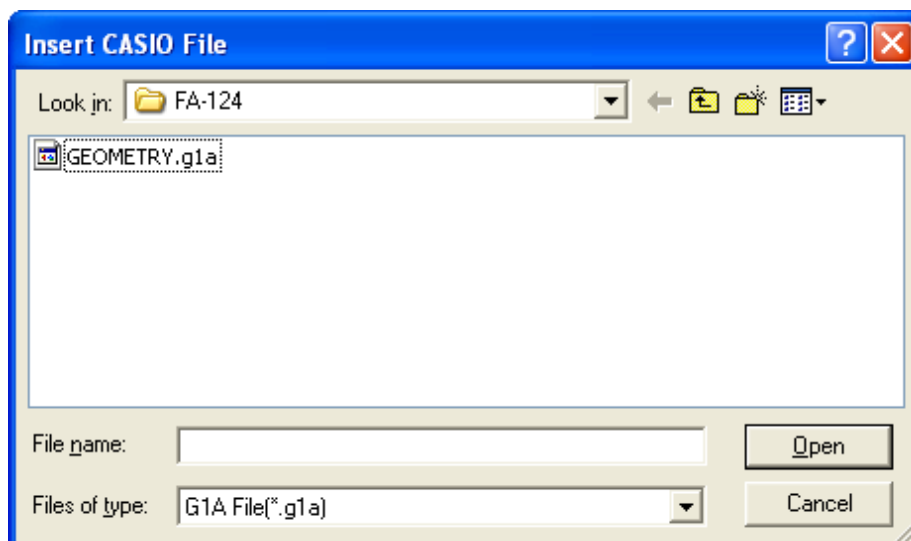 Insert CASIO File
Look in: FA-124
GEOMETRY.g1a
File name:
Open
Files of type: G1A File(*.g1a)
Cancel